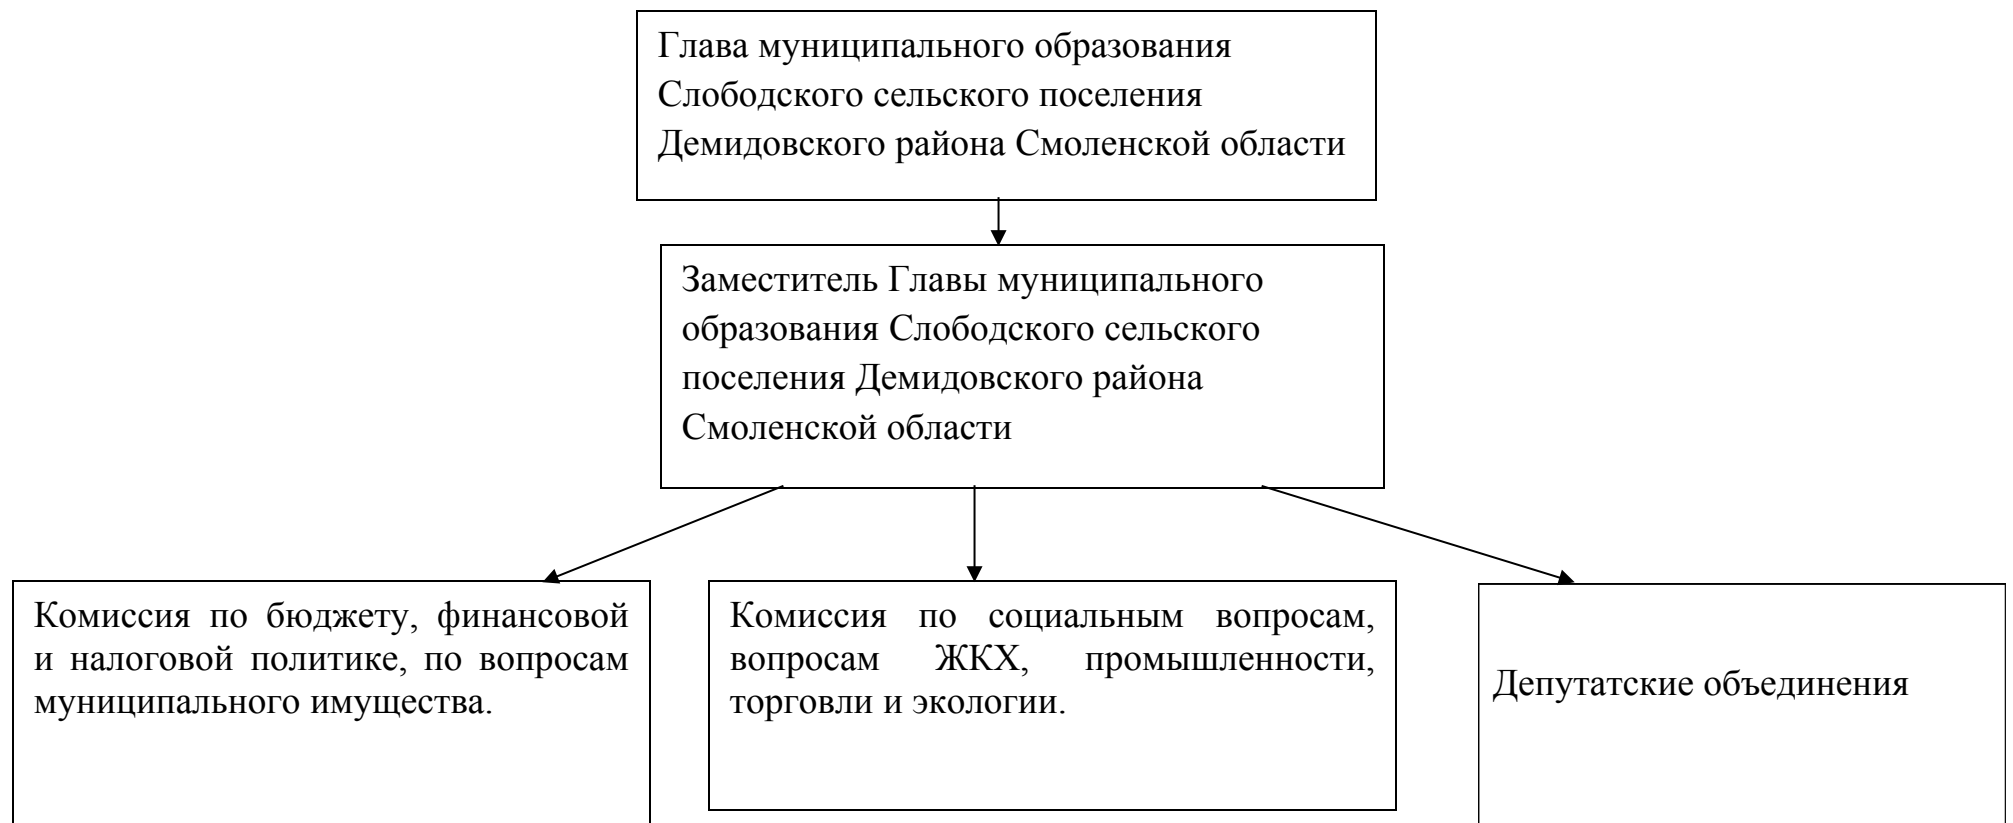 Глава муниципального образования
Слободского сельского поселения
Демидовского района Смоленской области
Заместитель Главы муниципального
образования Слободского сельского
поселения Демидовского района
Смоленской области
Комиссия по бюджету, финансовой
и налоговой политике, по вопросам
муниципального имущества.
Комиссия по социальным вопросам,
вопросам ЖКХ, промышленности,
торговли и экологии.
Депутатские объединения